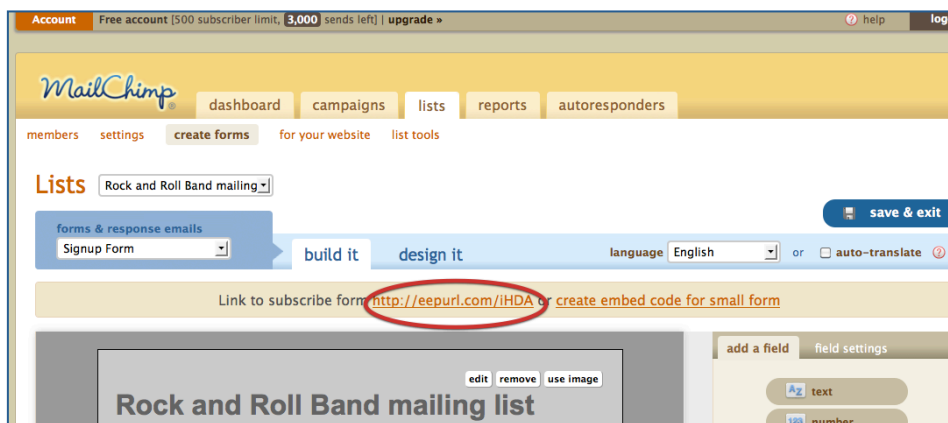 Account Free account [500 subscriber limit, 3,000 sends left] | upgrade » help log
MailChimp®
dashboard campaigns lists reports autoresponders
members settings create forms for your website list tools
Lists Rock and Roll Band mailing
save & exit
forms & response emails
Signup Form
build it design it language English or auto-translate
Link to subscribe form http://eepurl.com/iHDA or create embed code for small form
add a field field settings
edit remove use image
Rock and Roll Band mailing list
Az text
123 number